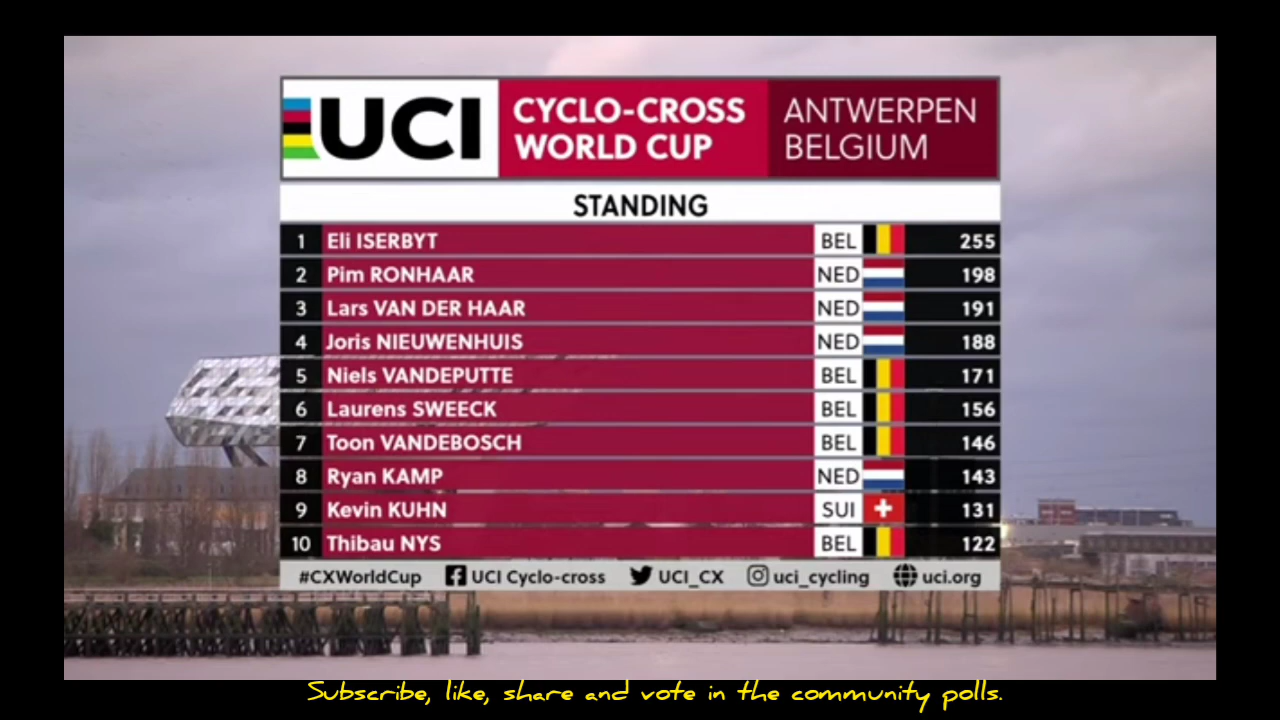 UCI
CYCLO-CROSS
WORLD CUP
ANTWERPEN
BELGIUM
STANDING
1 Eli ISERBYT BEL 255
2 Pim RONHAAR NED 198
3 Lars VAN DER HAAR NED 191
4 Joris NIEUWENHUIS NED 188
5 Niels VANDEPUTTE BEL 171
6 Laurens SWEECK BEL 156
7 Toon VANDEBOSCH BEL 146
8 Ryan KAMP NED 143
9 Kevin KUHN SUI 131
10 Thibau NYS BEL 122
#CXWorldCup UCI Cyclo-cross UCI_CX uci_cycling uci.org
Subscribe, like, share and vote in the community polls.